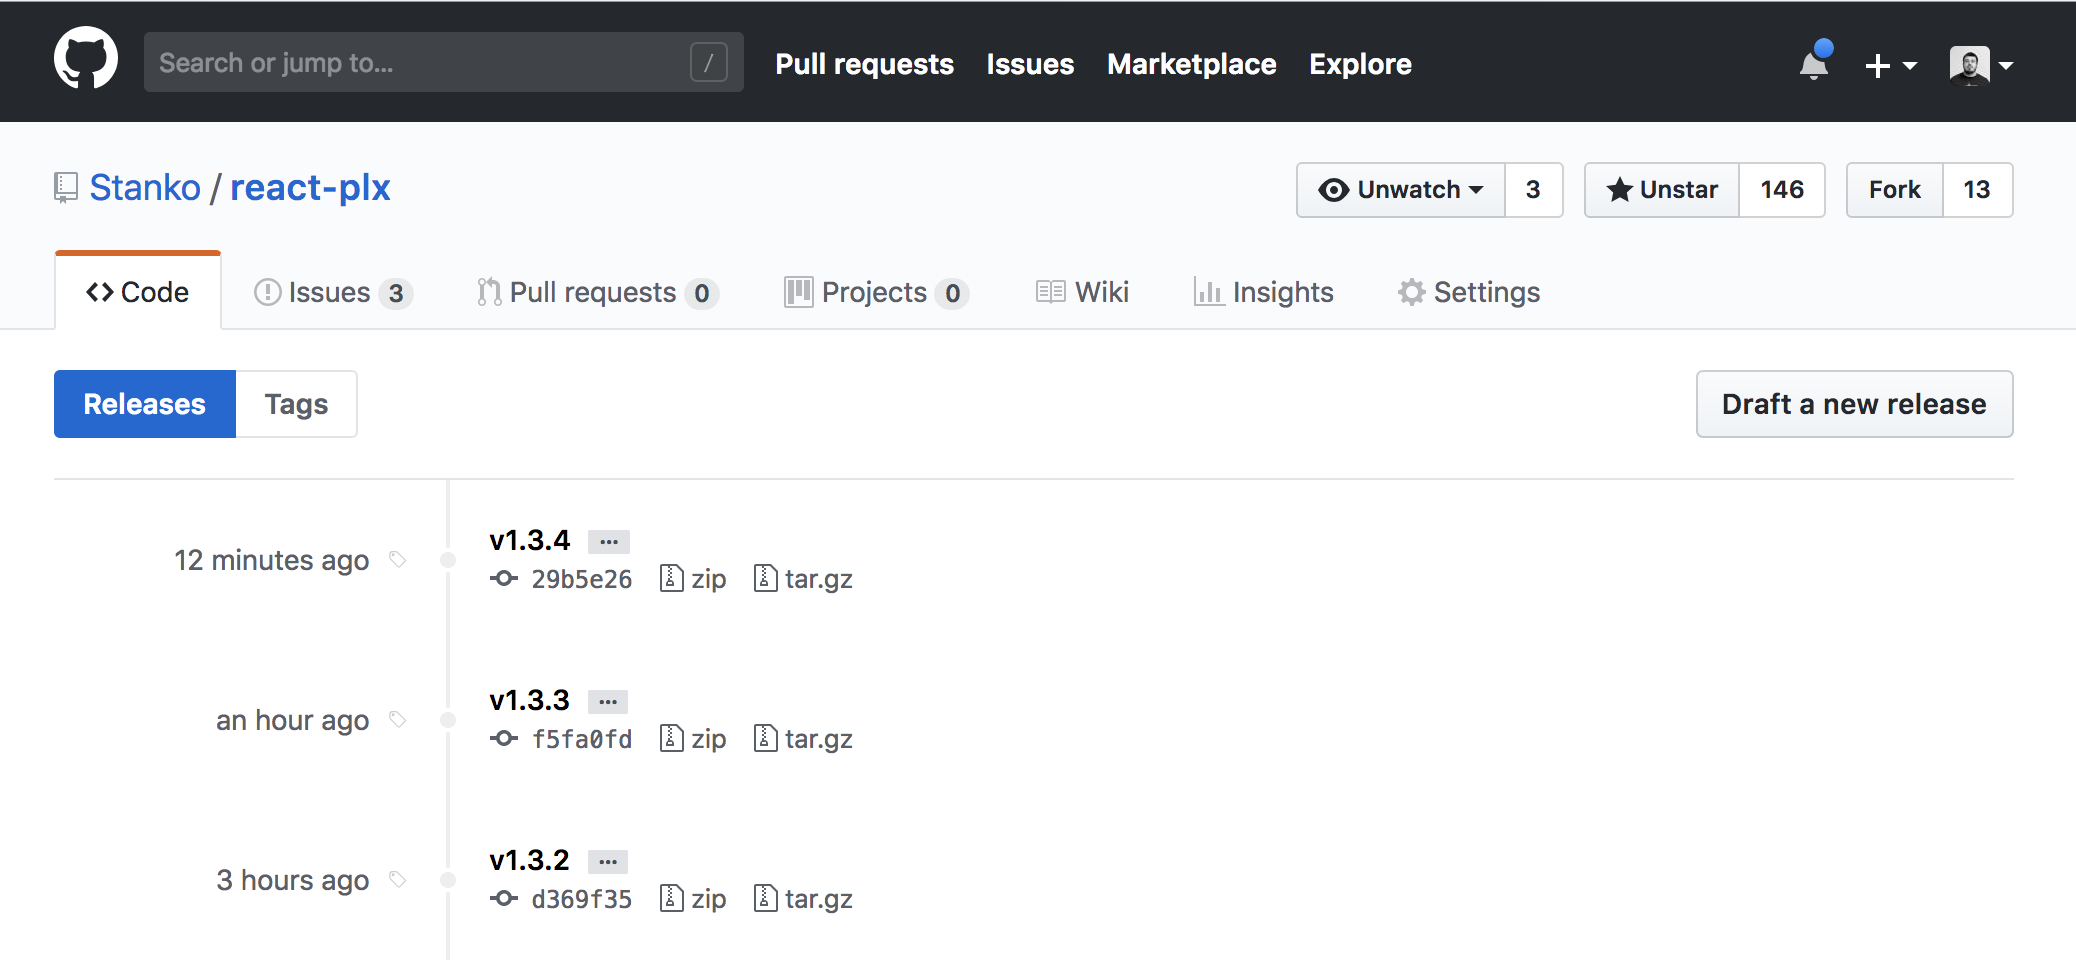 Search or jump to... / Pull requests Issues Marketplace Explore
Stanko / react-plx Unwatch 3 Unstar 146 Fork 13
Code Issues 3 Pull requests 0 Projects 0 Wiki Insights Settings
Releases Tags Draft a new release
v1.3.4 ...
12 minutes ago
29b5e26 zip tar.gz
v1.3.3 ...
an hour ago
f5fa0fd zip tar.gz
v1.3.2 ...
3 hours ago
d369f35 zip tar.gz